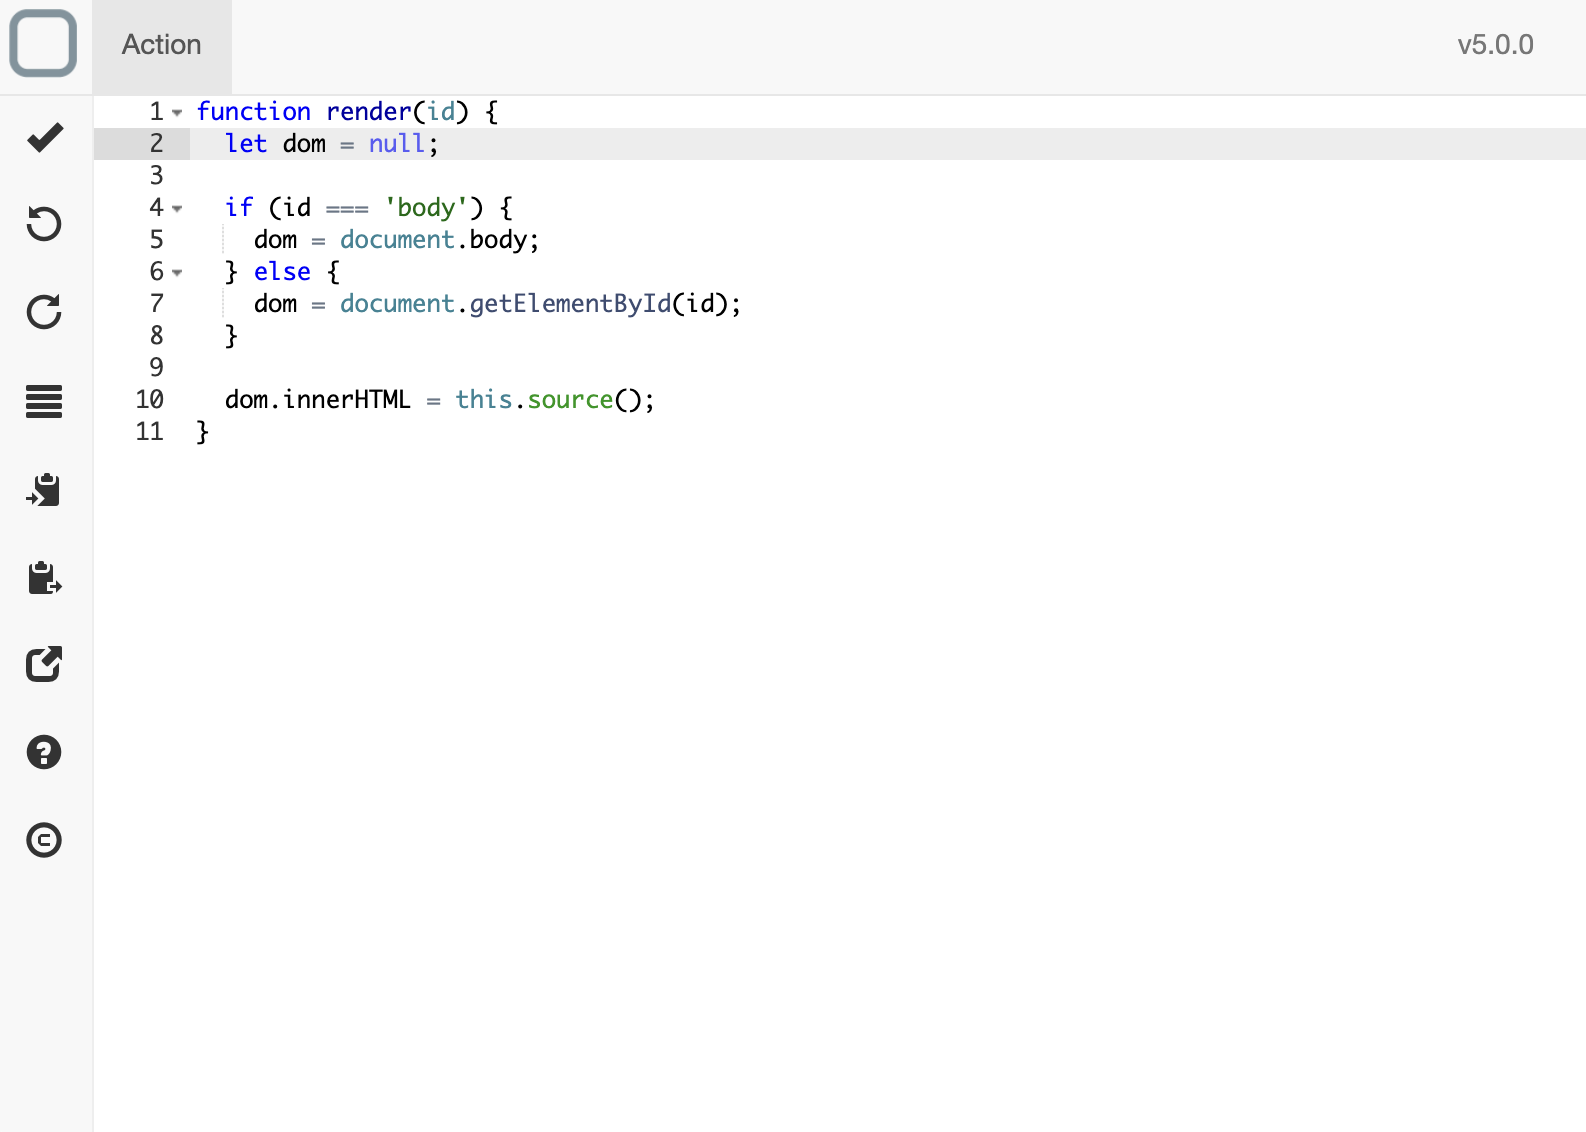 Action
v5.0.0
1 function render(id) {
2   let dom = null;
3
4   if (id === 'body') {
5     dom = document.body;
6   } else {
7     dom = document.getElementById(id);
8   }
9
10   dom.innerHTML = this.source();
11 }